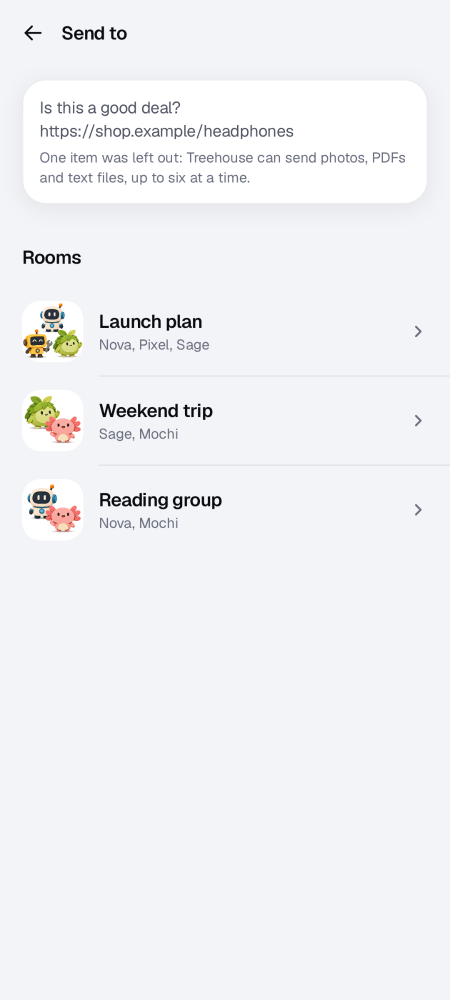 Send to
Is this a good deal?
https://shop.example/headphones
One item was left out: Treehouse can send photos, PDFs
and text files, up to six at a time.
Rooms
Launch plan
Nova, Pixel, Sage
Weekend trip
Sage, Mochi
Reading group
Nova, Mochi